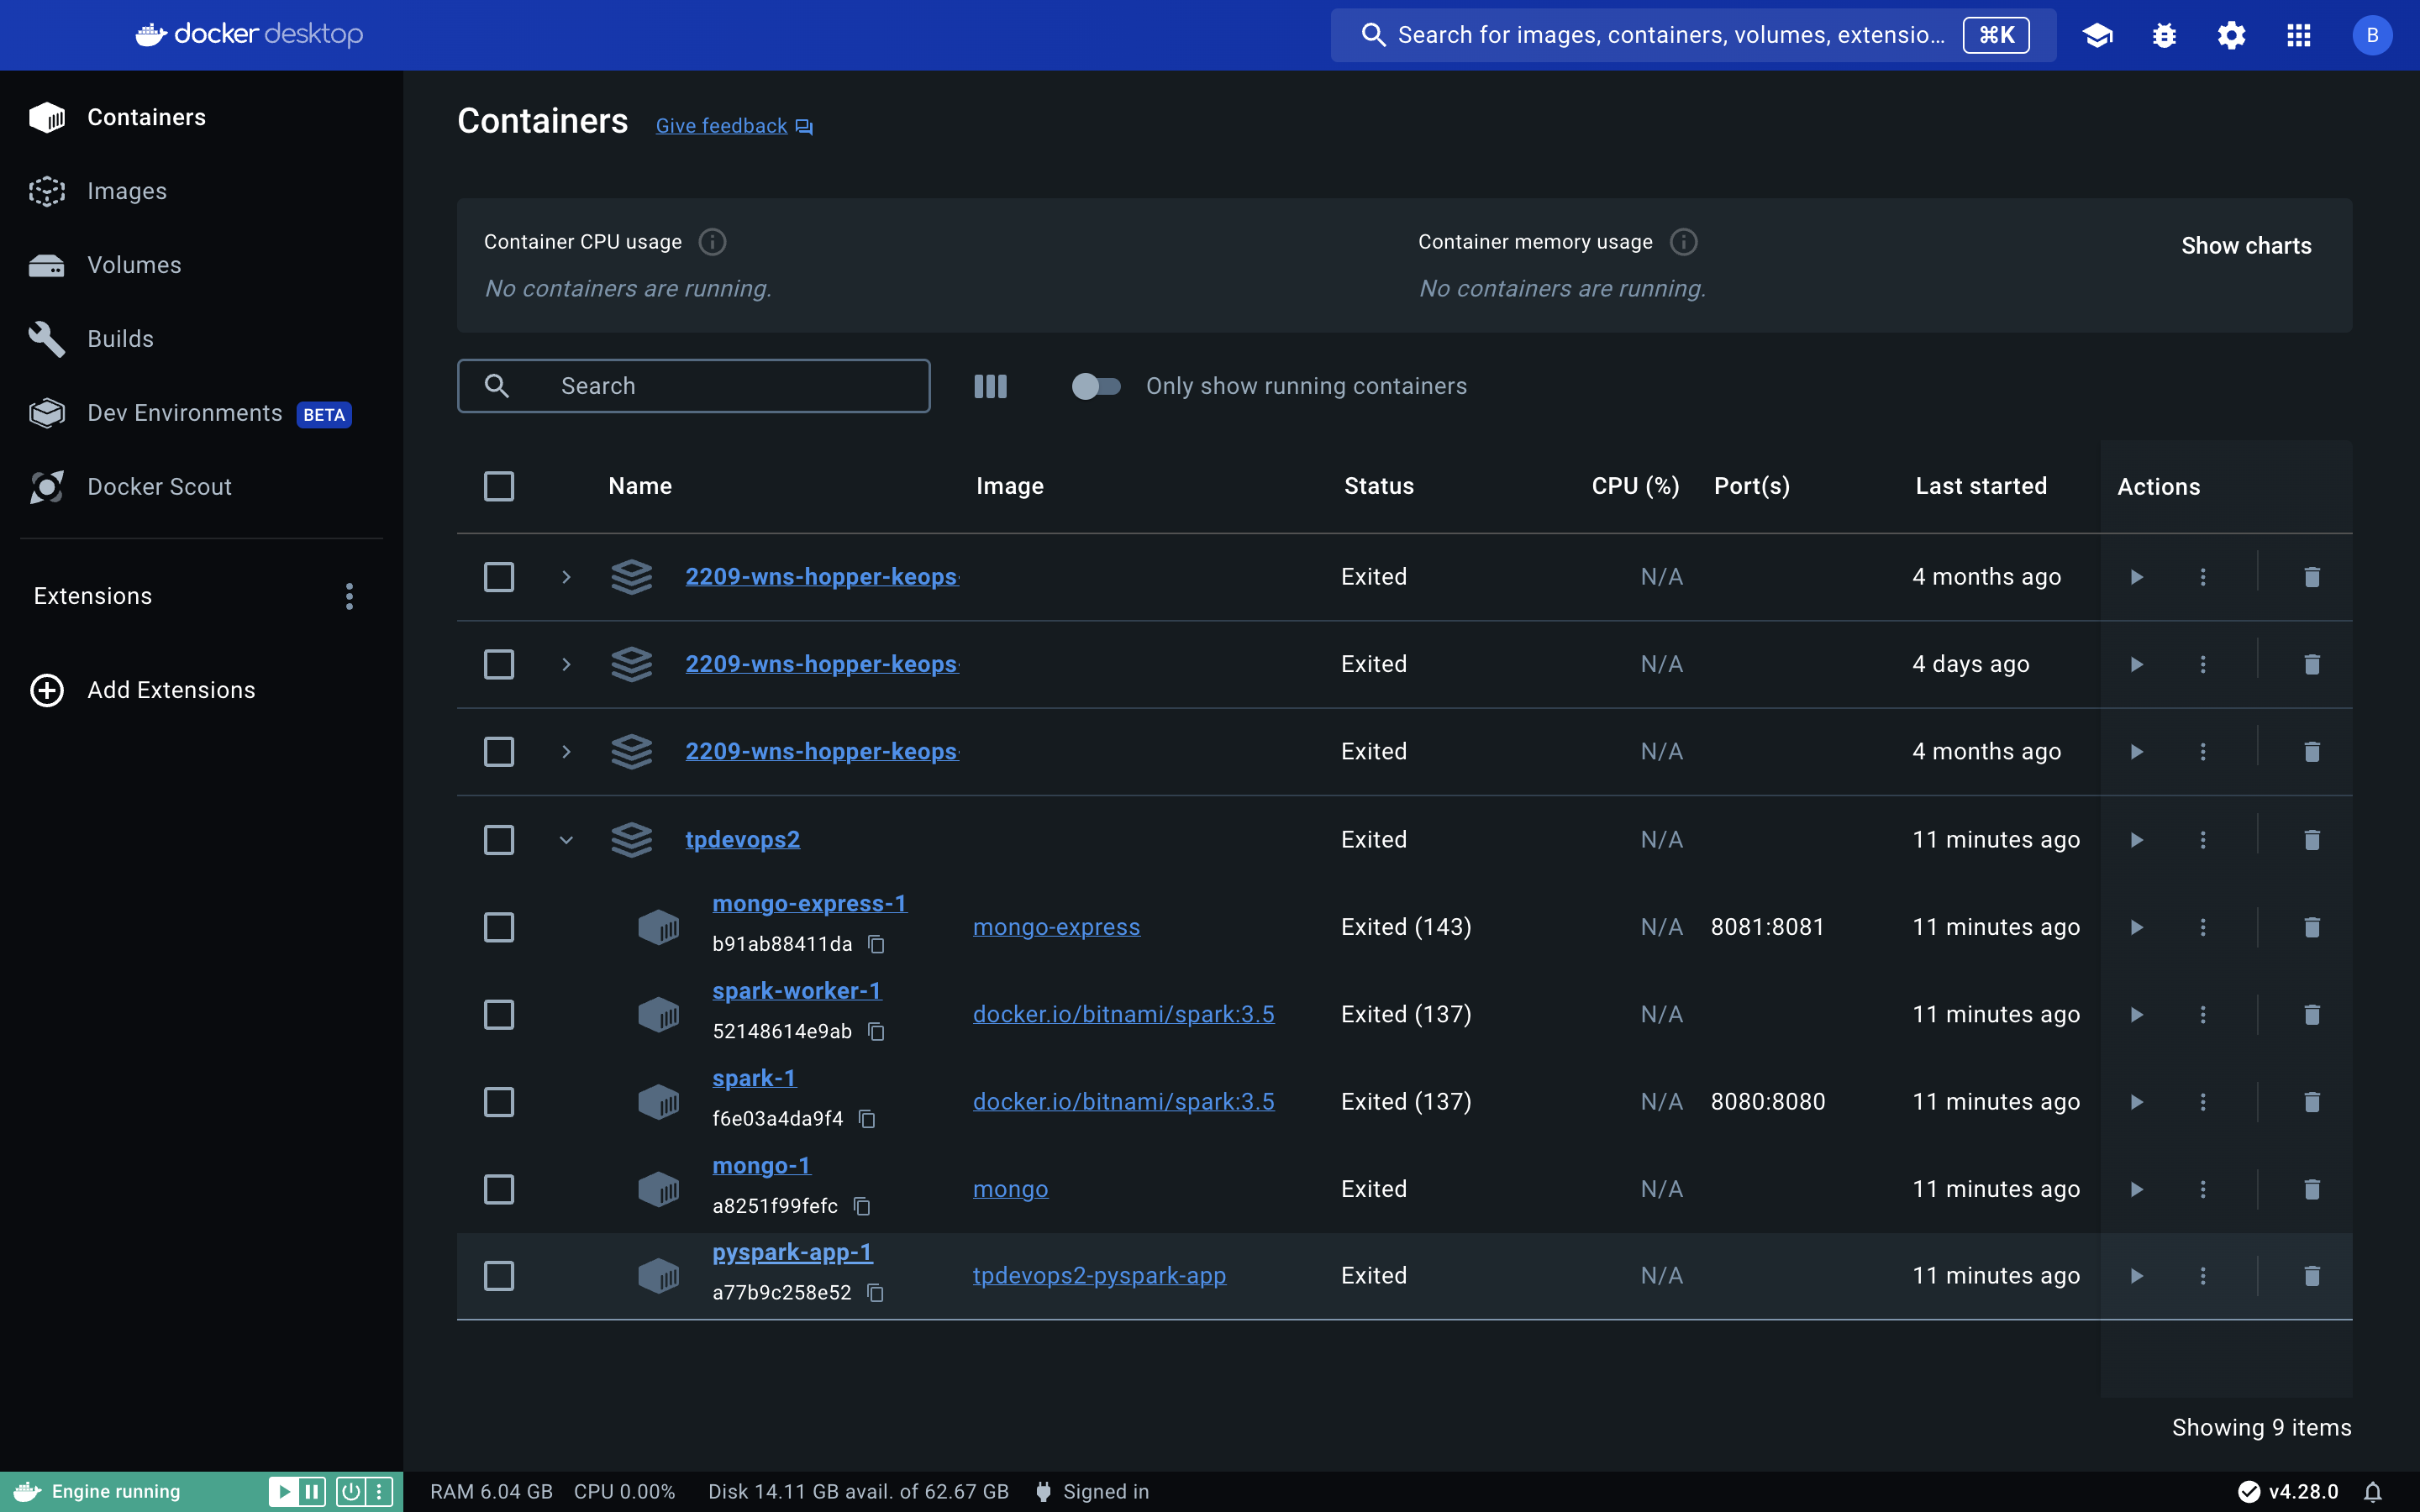 docker desktop
Search for images, containers, volumes, extensio... ⌘K
B
Containers
Images
Volumes
Builds
Dev Environments BETA
Docker Scout
Extensions
Add Extensions
Containers Give feedback
Container CPU usage
No containers are running.
Container memory usage
No containers are running.
Show charts
Search
Only show running containers
Name Image Status CPU (%) Port(s) Last started Actions
2209-wns-hopper-keops- Exited N/A 4 months ago
2209-wns-hopper-keops- Exited N/A 4 days ago
2209-wns-hopper-keops- Exited N/A 4 months ago
tpdevops2 Exited N/A 11 minutes ago
mongo-express-1
b91ab88411da
mongo-express Exited (143) N/A 8081:8081 11 minutes ago
spark-worker-1
52148614e9ab
docker.io/bitnami/spark:3.5 Exited (137) N/A 11 minutes ago
spark-1
f6e03a4da9f4
docker.io/bitnami/spark:3.5 Exited (137) N/A 8080:8080 11 minutes ago
mongo-1
a8251f99fefc
mongo Exited N/A 11 minutes ago
pyspark-app-1
a77b9c258e52
tpdevops2-pyspark-app Exited N/A 11 minutes ago
Showing 9 items
Engine running
RAM 6.04 GB CPU 0.00% Disk 14.11 GB avail. of 62.67 GB Signed in
v4.28.0